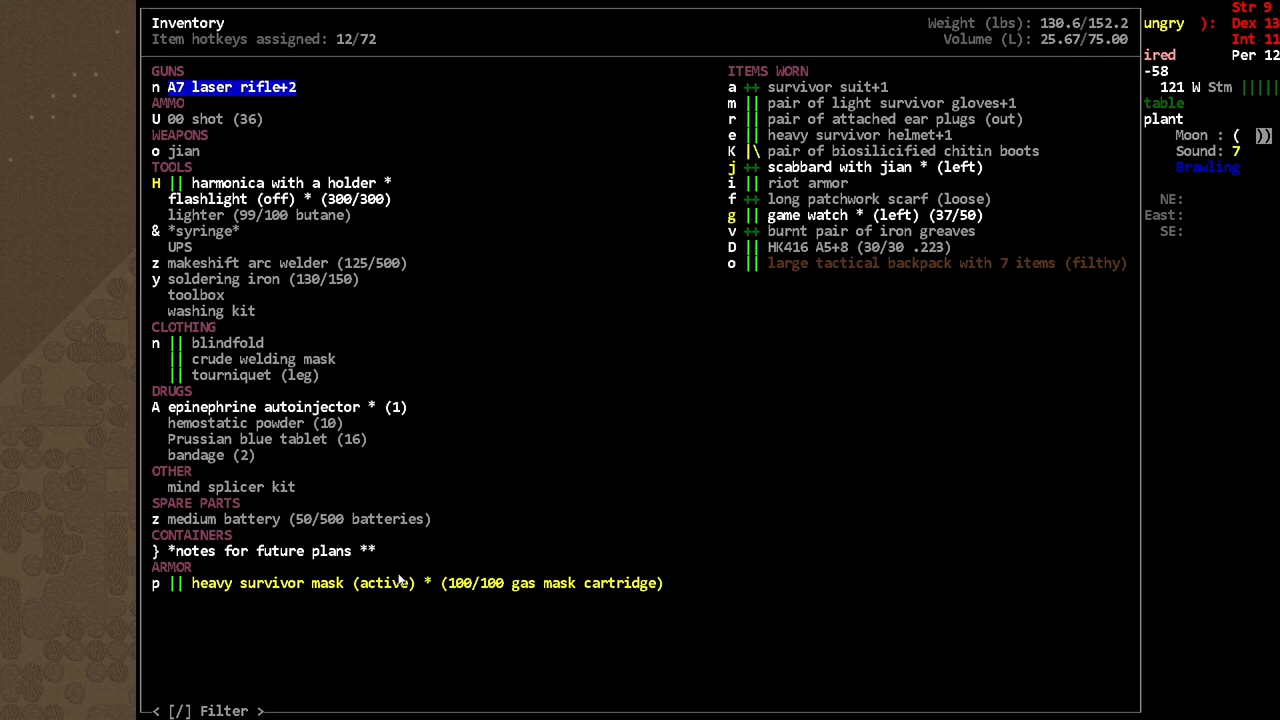 Inventory
Item hotkeys assigned: 12/72
Weight (lbs): 130.6/152.2
Volume (L): 25.67/75.00
GUNS
n A7 laser rifle+2
AMMO
U 00 shot (36)
WEAPONS
o jian
TOOLS
H || harmonica with a holder *
flashlight (off) * (300/300)
lighter (99/100 butane)
& *syringe*
UPS
z makeshift arc welder (125/500)
y soldering iron (130/150)
toolbox
washing kit
CLOTHING
n || blindfold
|| crude welding mask
|| tourniquet (leg)
DRUGS
A epinephrine autoinjector * (1)
hemostatic powder (10)
Prussian blue tablet (16)
bandage (2)
OTHER
mind splicer kit
SPARE PARTS
z medium battery (50/500 batteries)
CONTAINERS
} *notes for future plans **
ARMOR
p || heavy survivor mask (active) * (100/100 gas mask cartridge)
ITEMS WORN
a ++ survivor suit+1
m || pair of light survivor gloves+1
r || pair of attached ear plugs (out)
e || heavy survivor helmet+1
K |\ pair of biosilicified chitin boots
j ++ scabbard with jian * (left)
i || riot armor
f ++ long patchwork scarf (loose)
g || game watch * (left) (37/50)
v ++ burnt pair of iron greaves
D || HK416 A5+8 (30/30 .223)
o || large tactical backpack with 7 items (filthy)
< [/] Filter >
Str 9
ungry ): Dex 13
Int 11
ired Per 12
-58
121 W Stm |||||
table
plant
Moon : ( ))
Sound: 7
Brawling
NE:
East:
SE: